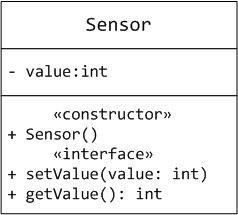 Sensor
- value:int
«constructor»
+ Sensor()
«interface»
+ setValue(value: int)
+ getValue(): int